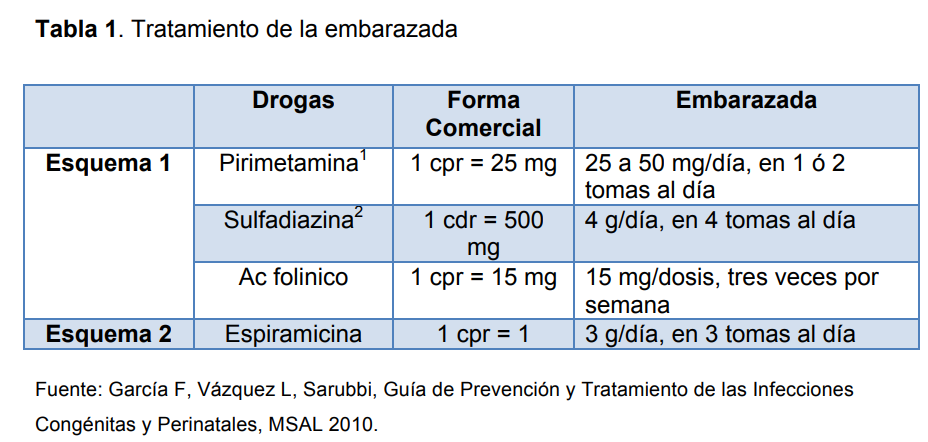 Tabla 1. Tratamiento de la embarazada
Drogas
Forma
Comercial
Embarazada
Esquema 1
Pirimetamina1
1 cpr = 25 mg
25 a 50 mg/día, en 1 ó 2
tomas al día
Sulfadiazina2
1 cdr = 500
mg
4 g/día, en 4 tomas al día
Ac folinico
1 cpr = 15 mg
15 mg/dosis, tres veces por
semana
Esquema 2
Espiramicina
1 cpr = 1
3 g/día, en 3 tomas al día
Fuente: García F, Vázquez L, Sarubbi, Guía de Prevención y Tratamiento de las Infecciones
Congénitas y Perinatales, MSAL 2010.